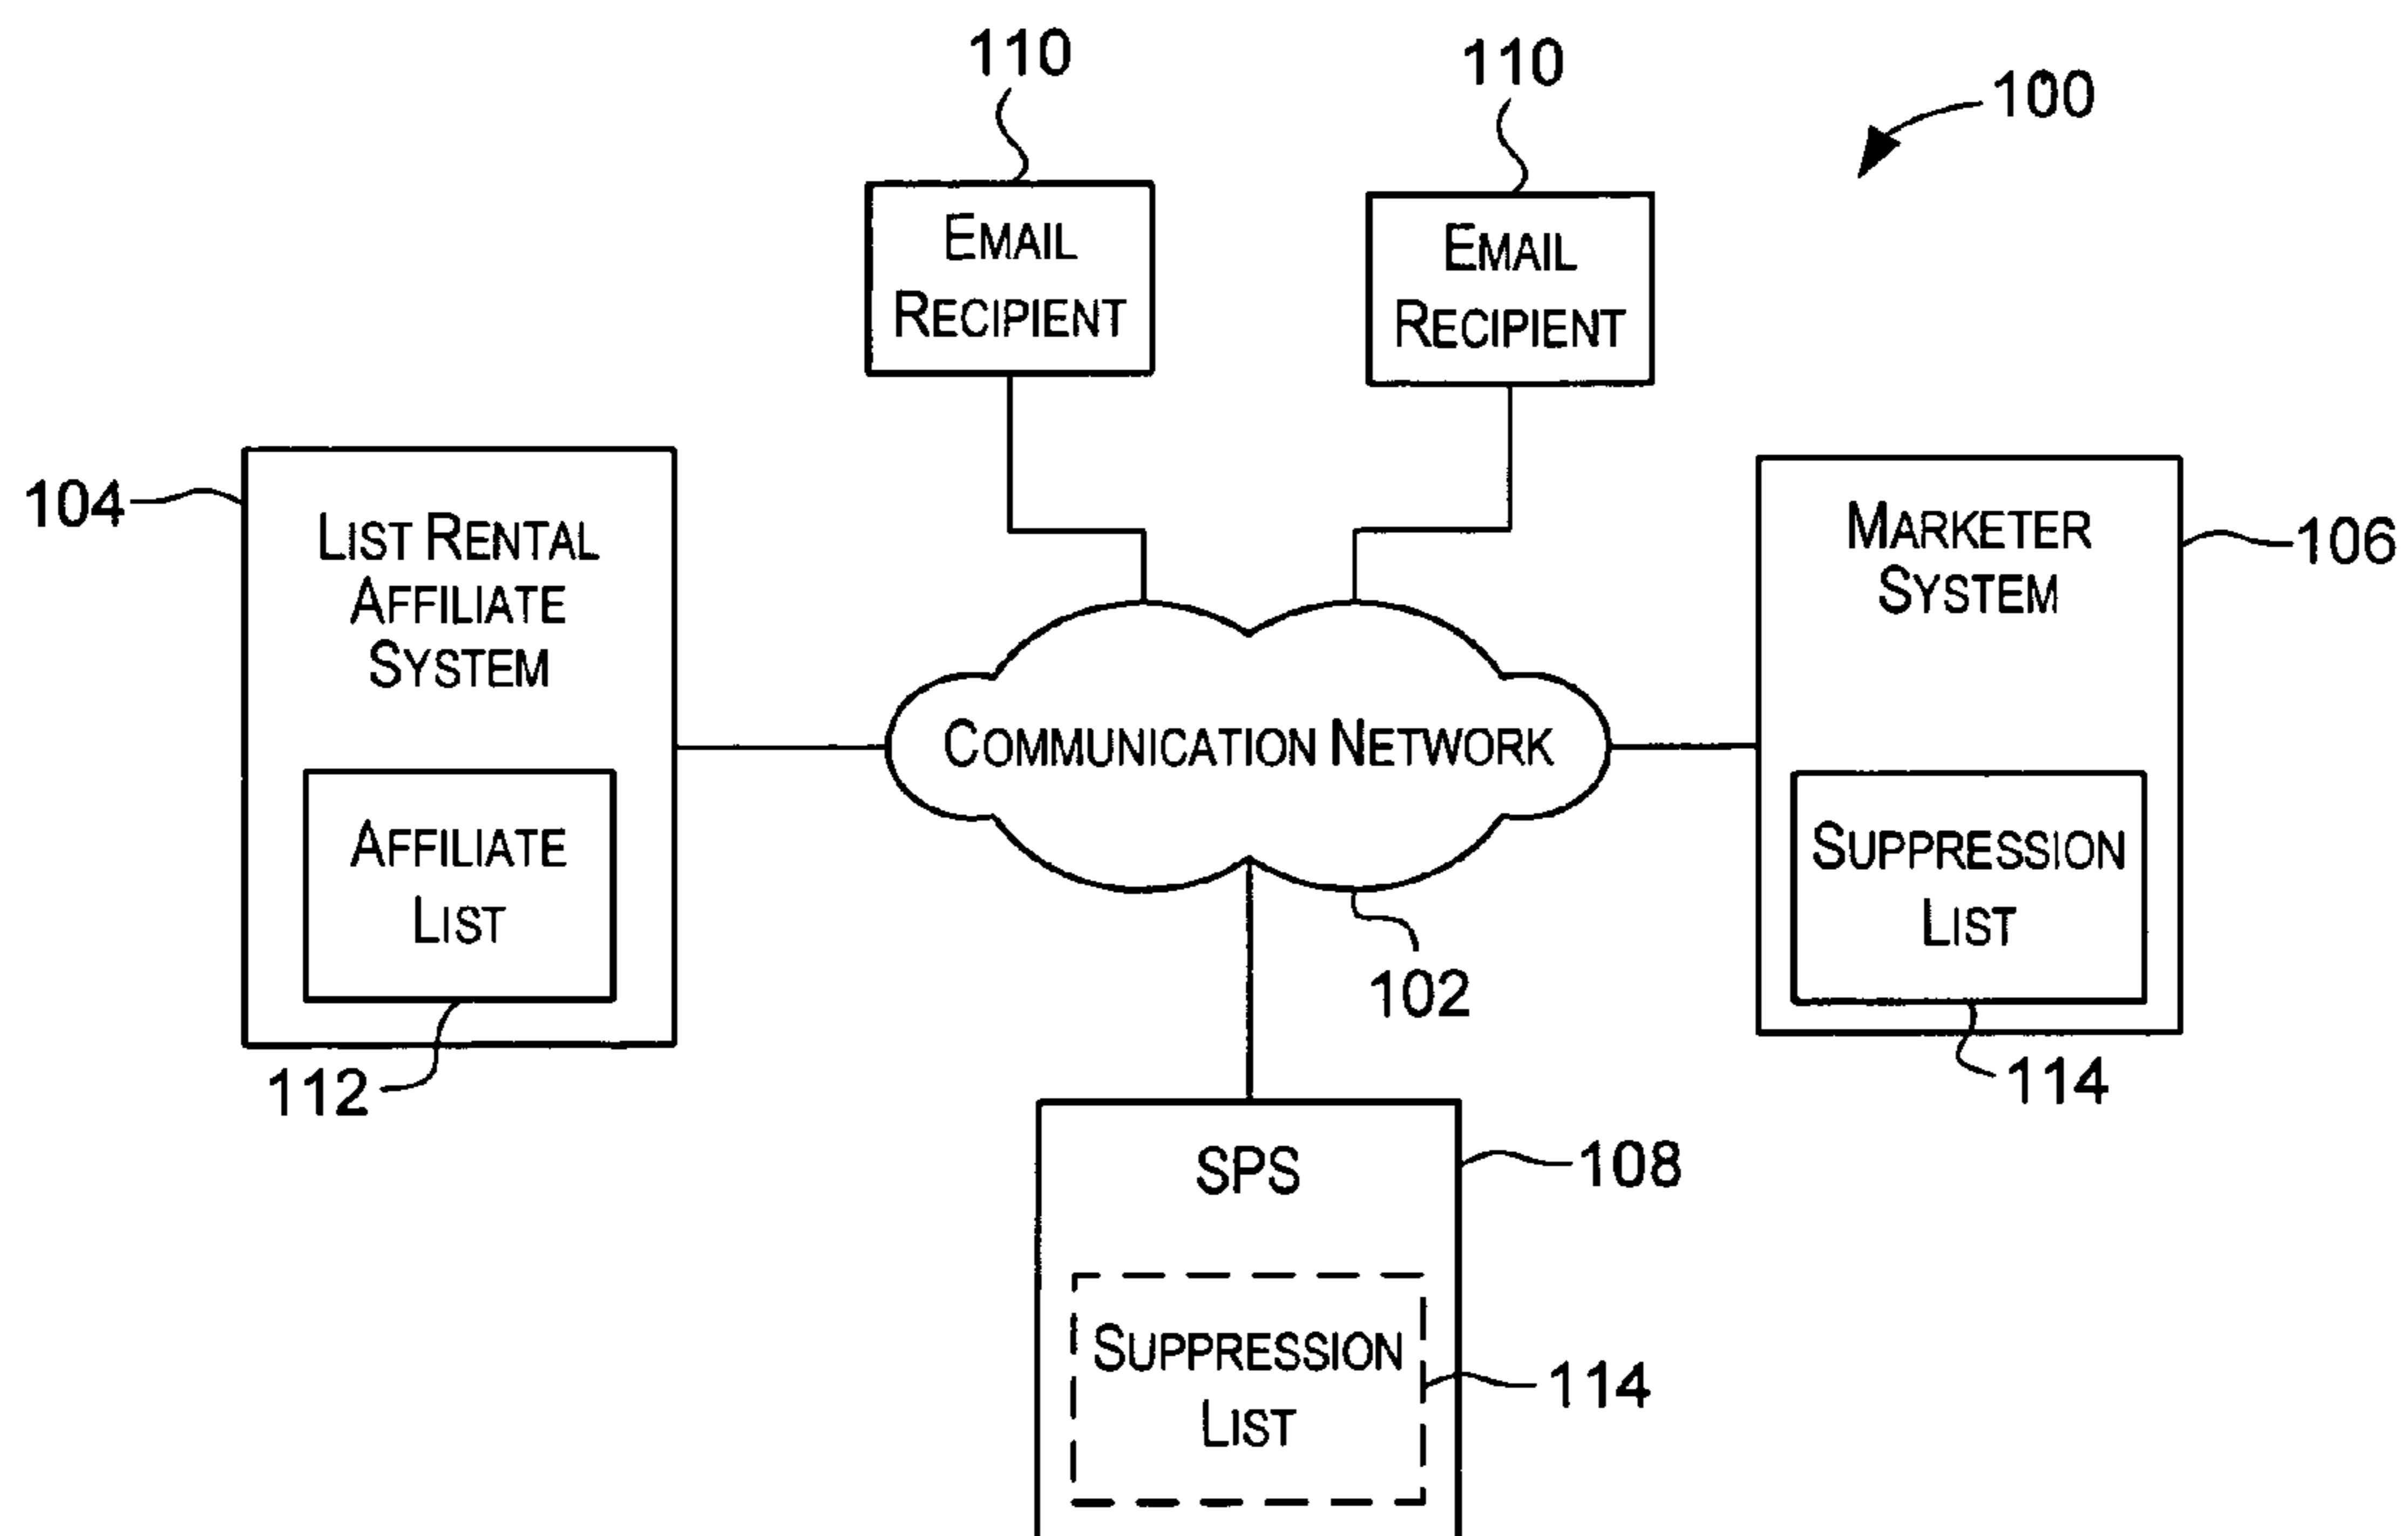 110
110
100
EMAIL
RECIPIENT
EMAIL
RECIPIENT
104
LIST RENTAL
AFFILIATE
SYSTEM
MARKETER
SYSTEM
106
COMMUNICATION NETWORK
AFFILIATE
LIST
SUPPRESSION
LIST
102
112
114
SPS
108
SUPPRESSION
LIST
114